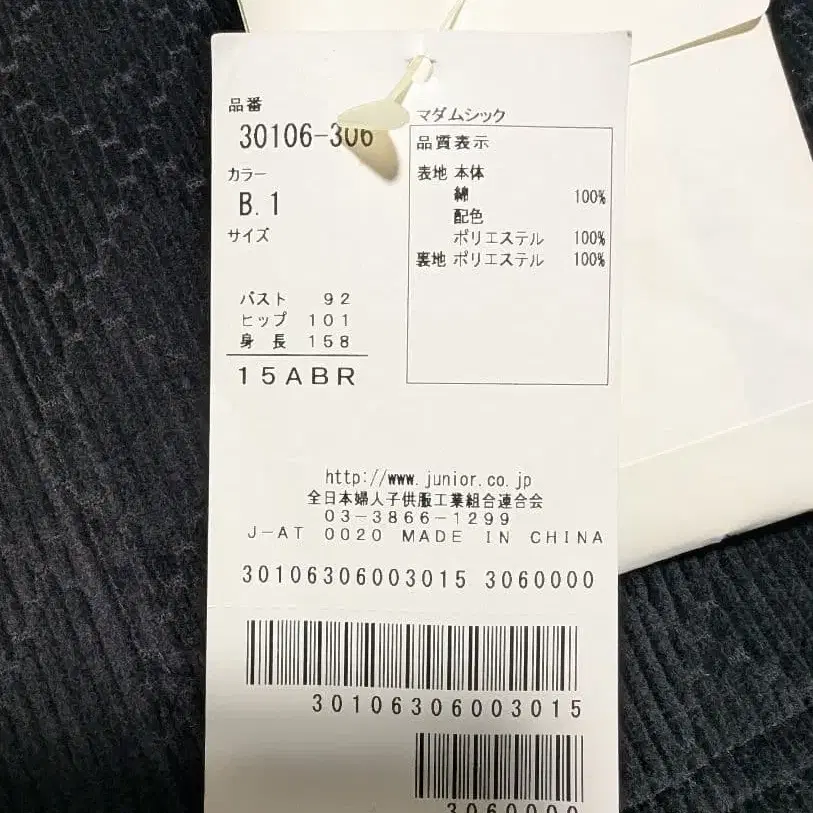 品番
30106-306
カラー
B.1
サイズ
バスト 92
ヒップ 101
身長 158
15ABR
マダムシック
品質表示
表地 本体
綿 100%
配色
ポリエステル 100%
裏地 ポリエステル 100%
http://www.junior.co.jp
全日本婦人子供服工業組合連合会
03-3866-1299
J-AT 0020 MADE IN CHINA
30106306003015 3060000
30106306003015
3060000